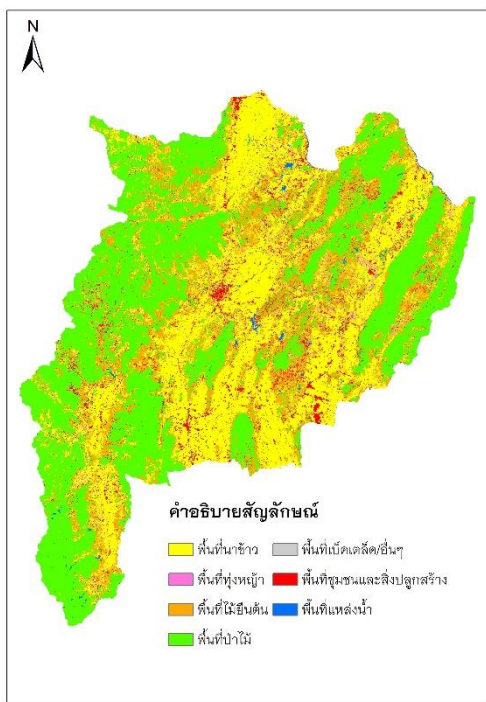 N
คำอธิบายสัญลักษณ์
พื้นที่นาข้าว
พื้นที่เบ็ดเตล็ด/อื่นๆ
พื้นที่ทุ่งหญ้า
พื้นที่ชุมชนและสิ่งปลูกสร้าง
พื้นที่ไม้ยืนต้น
พื้นที่แหล่งน้ำ
พื้นที่ป่าไม้